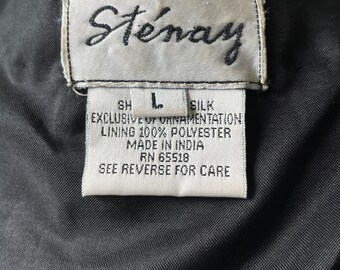 Sténay
L
SH SILK
EXCLUSIVE OF ORNAMENTATION
LINING 100% POLYESTER
MADE IN INDIA
RN 65518
SEE REVERSE FOR CARE